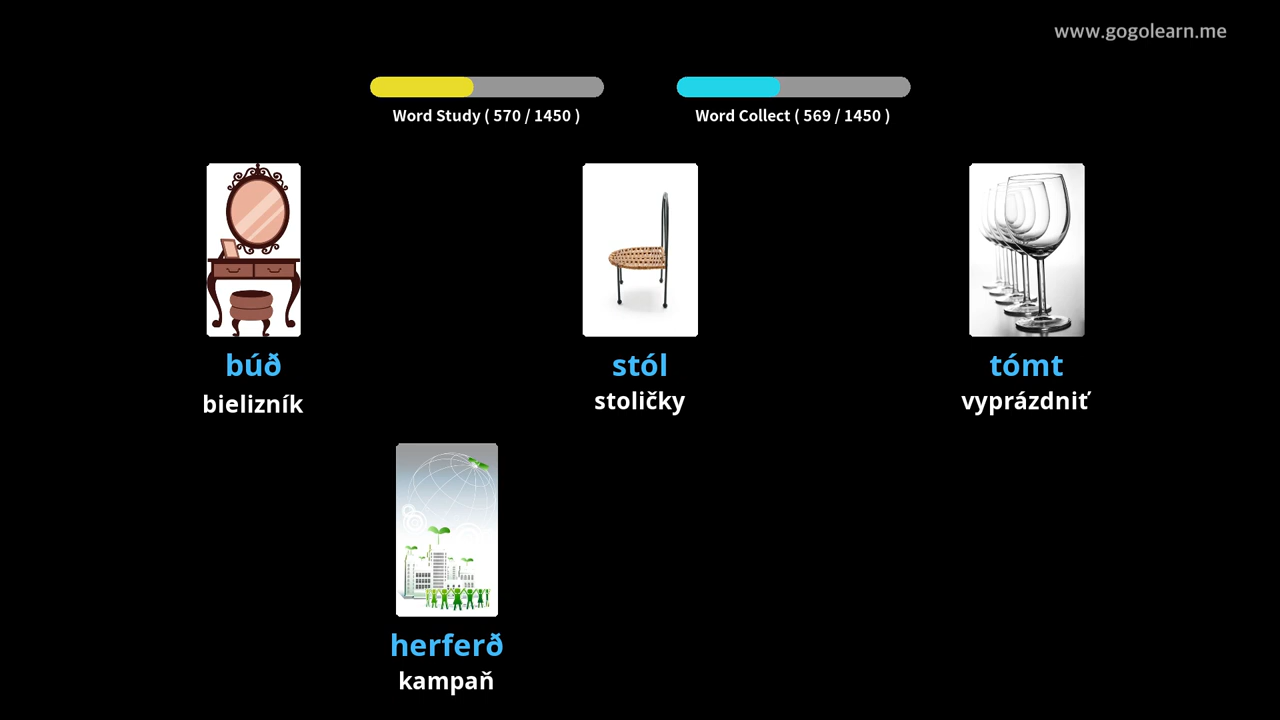 www.gogolearn.me
Word Study ( 570 / 1450 )
Word Collect ( 569 / 1450 )
búð
bielizník
stól
stoličky
tómt
vyprázdniť
herferð
kampaň